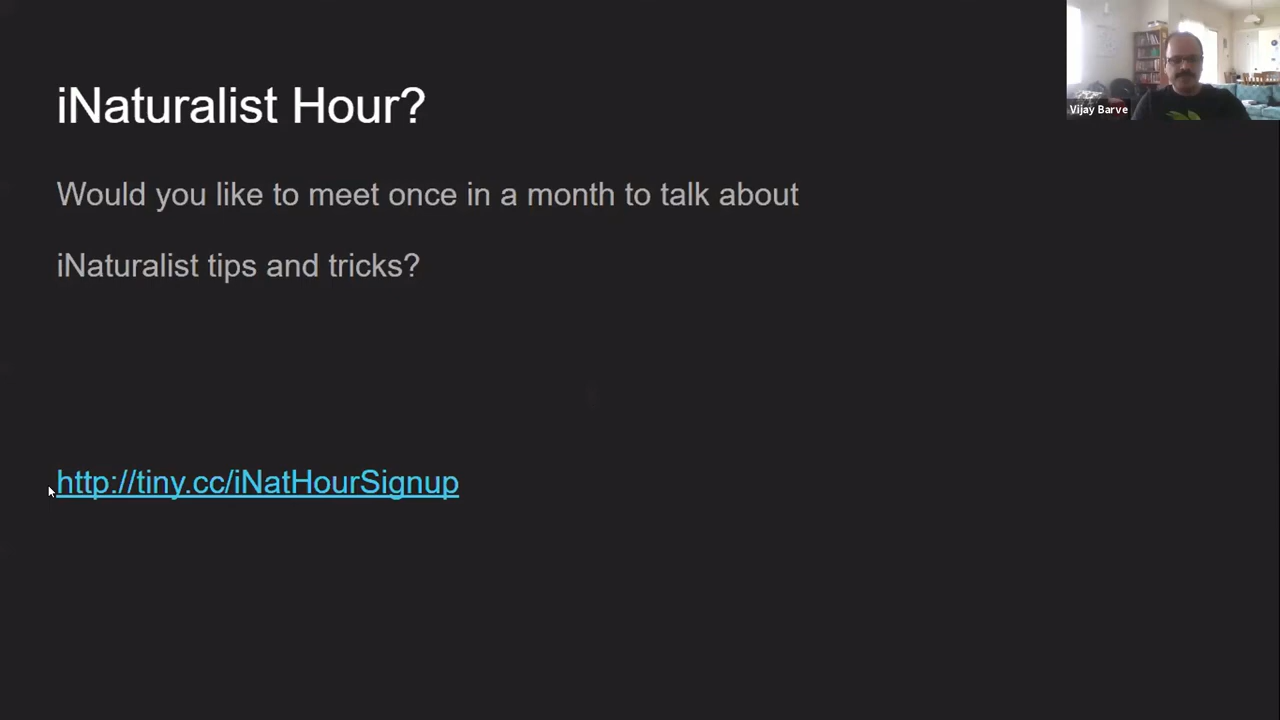 iNaturalist Hour?
Vijay Barve
Would you like to meet once in a month to talk about
iNaturalist tips and tricks?
http://tiny.cc/iNatHourSignup